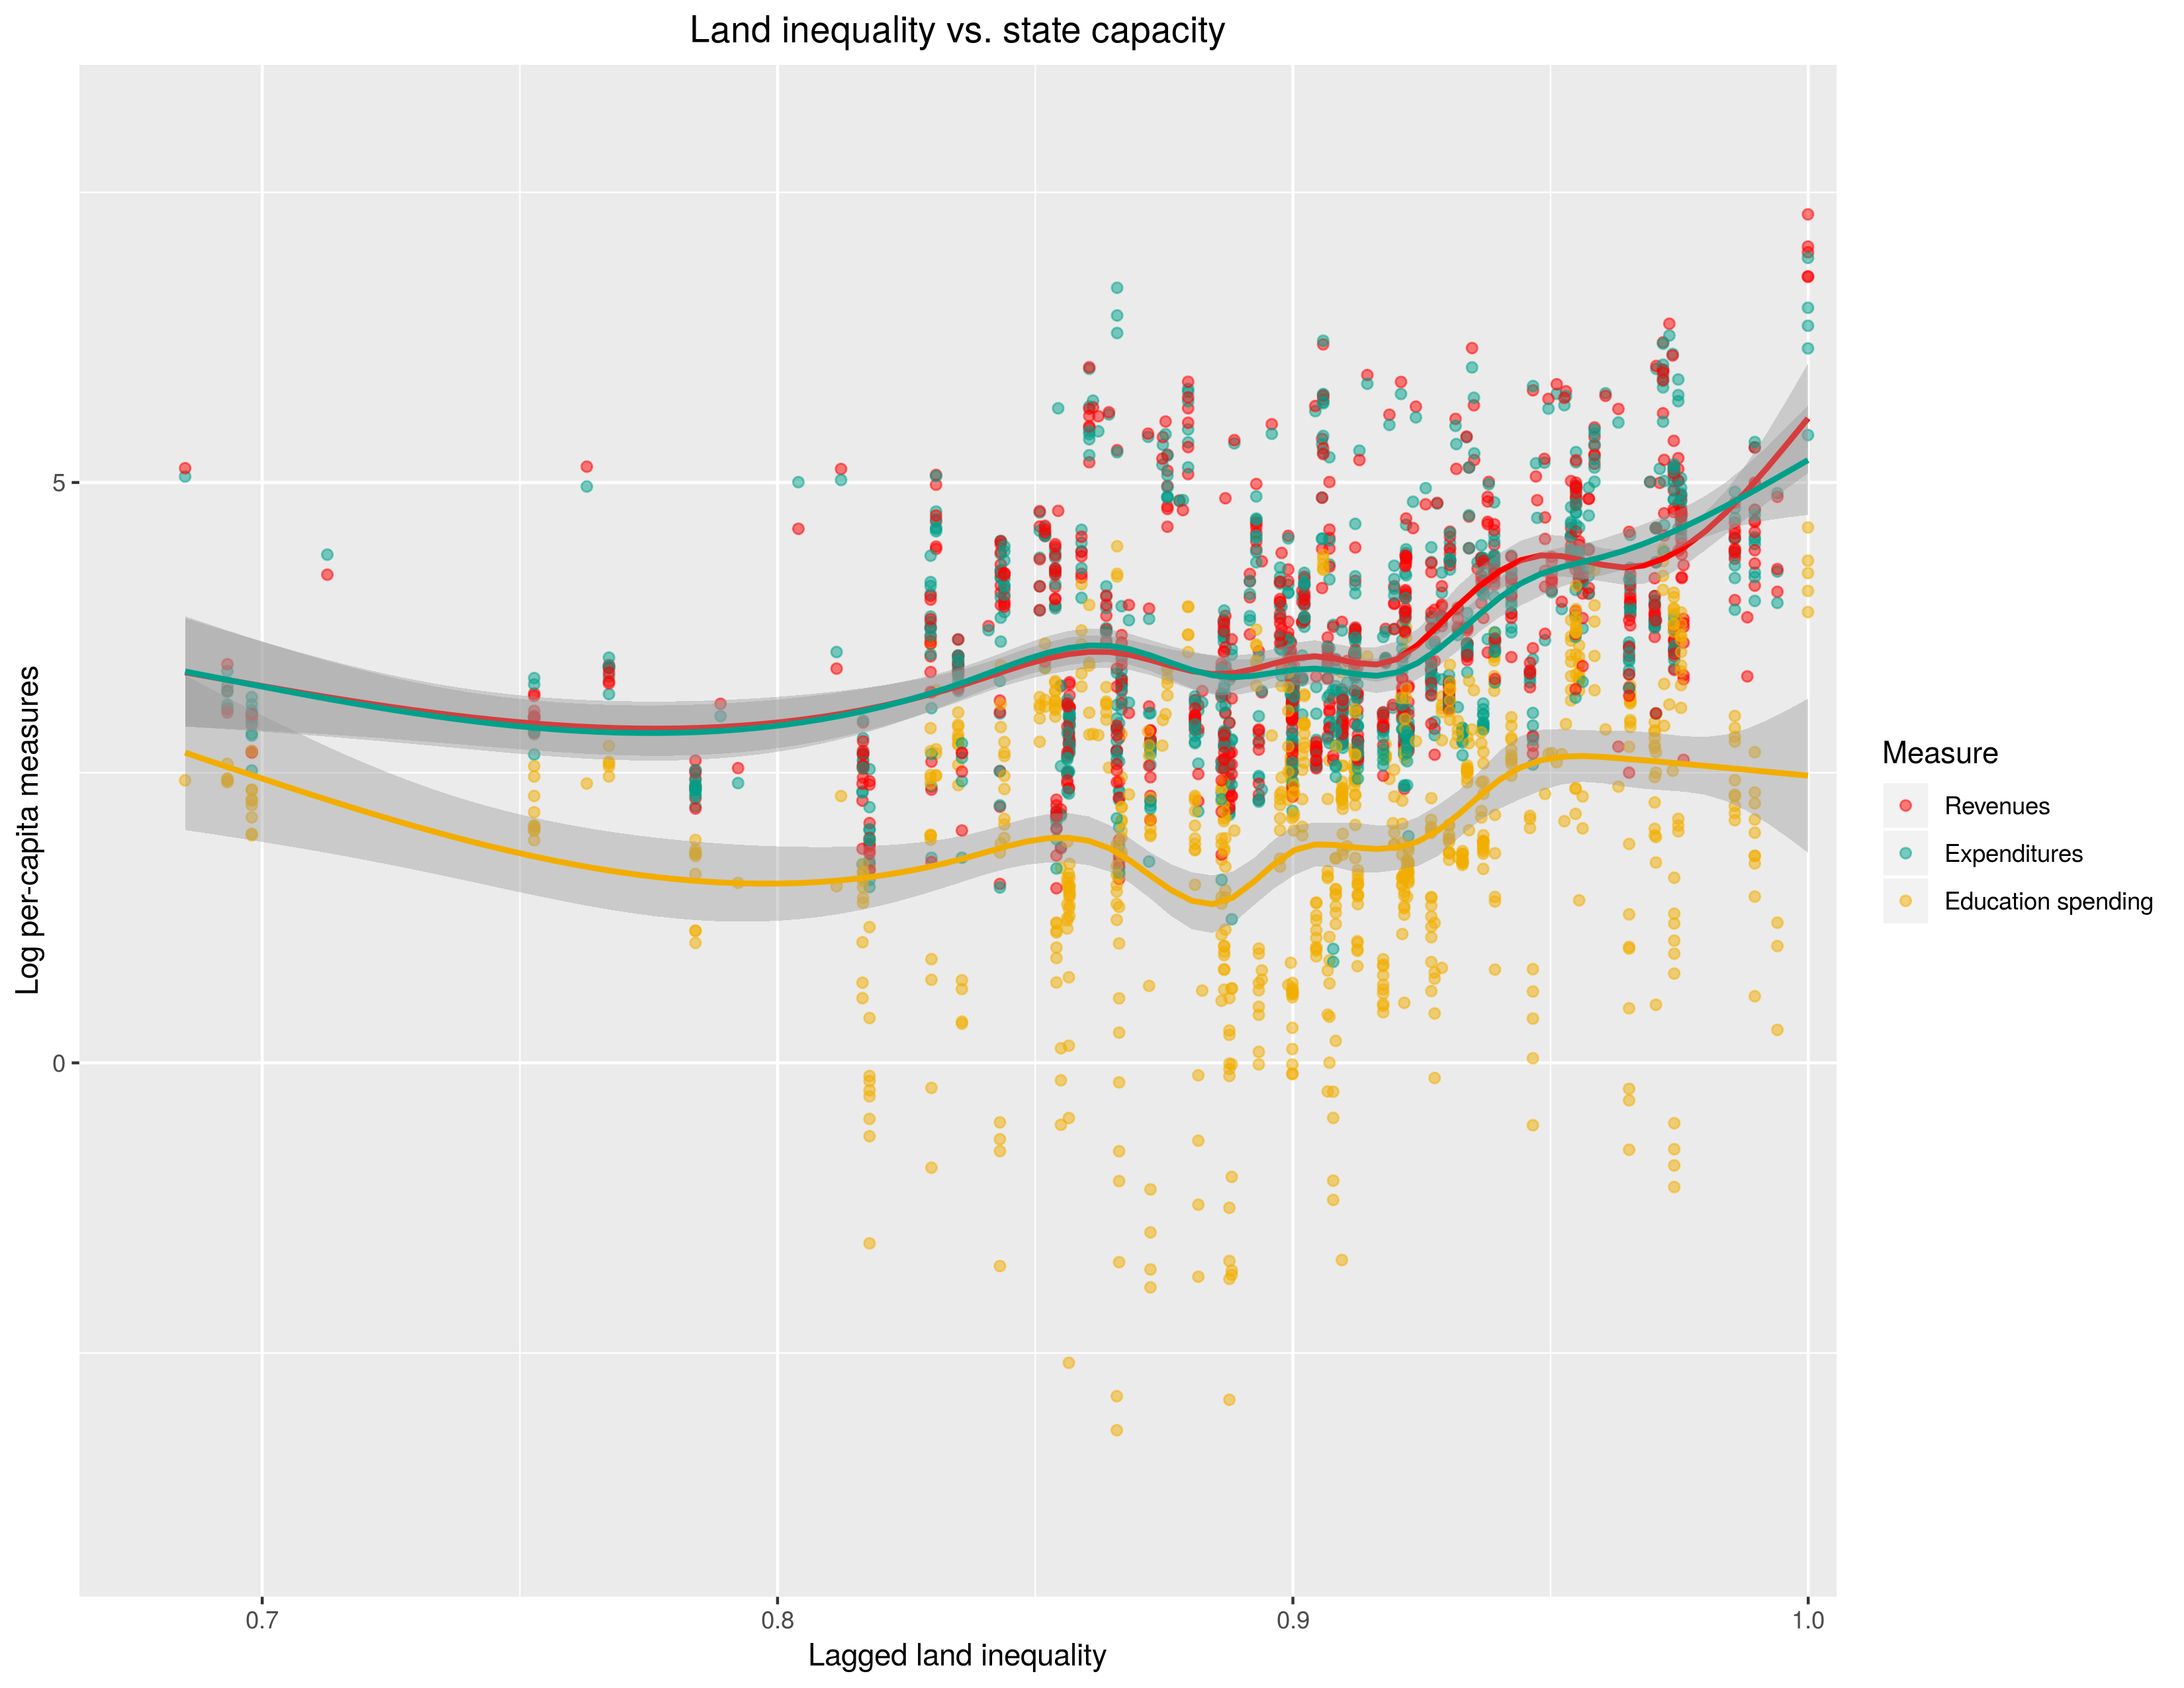 Land inequality vs. state capacity
Log per-capita measures
5
0
0.7
0.8
0.9
1.0
Lagged land inequality
Measure
Revenues
Expenditures
Education spending